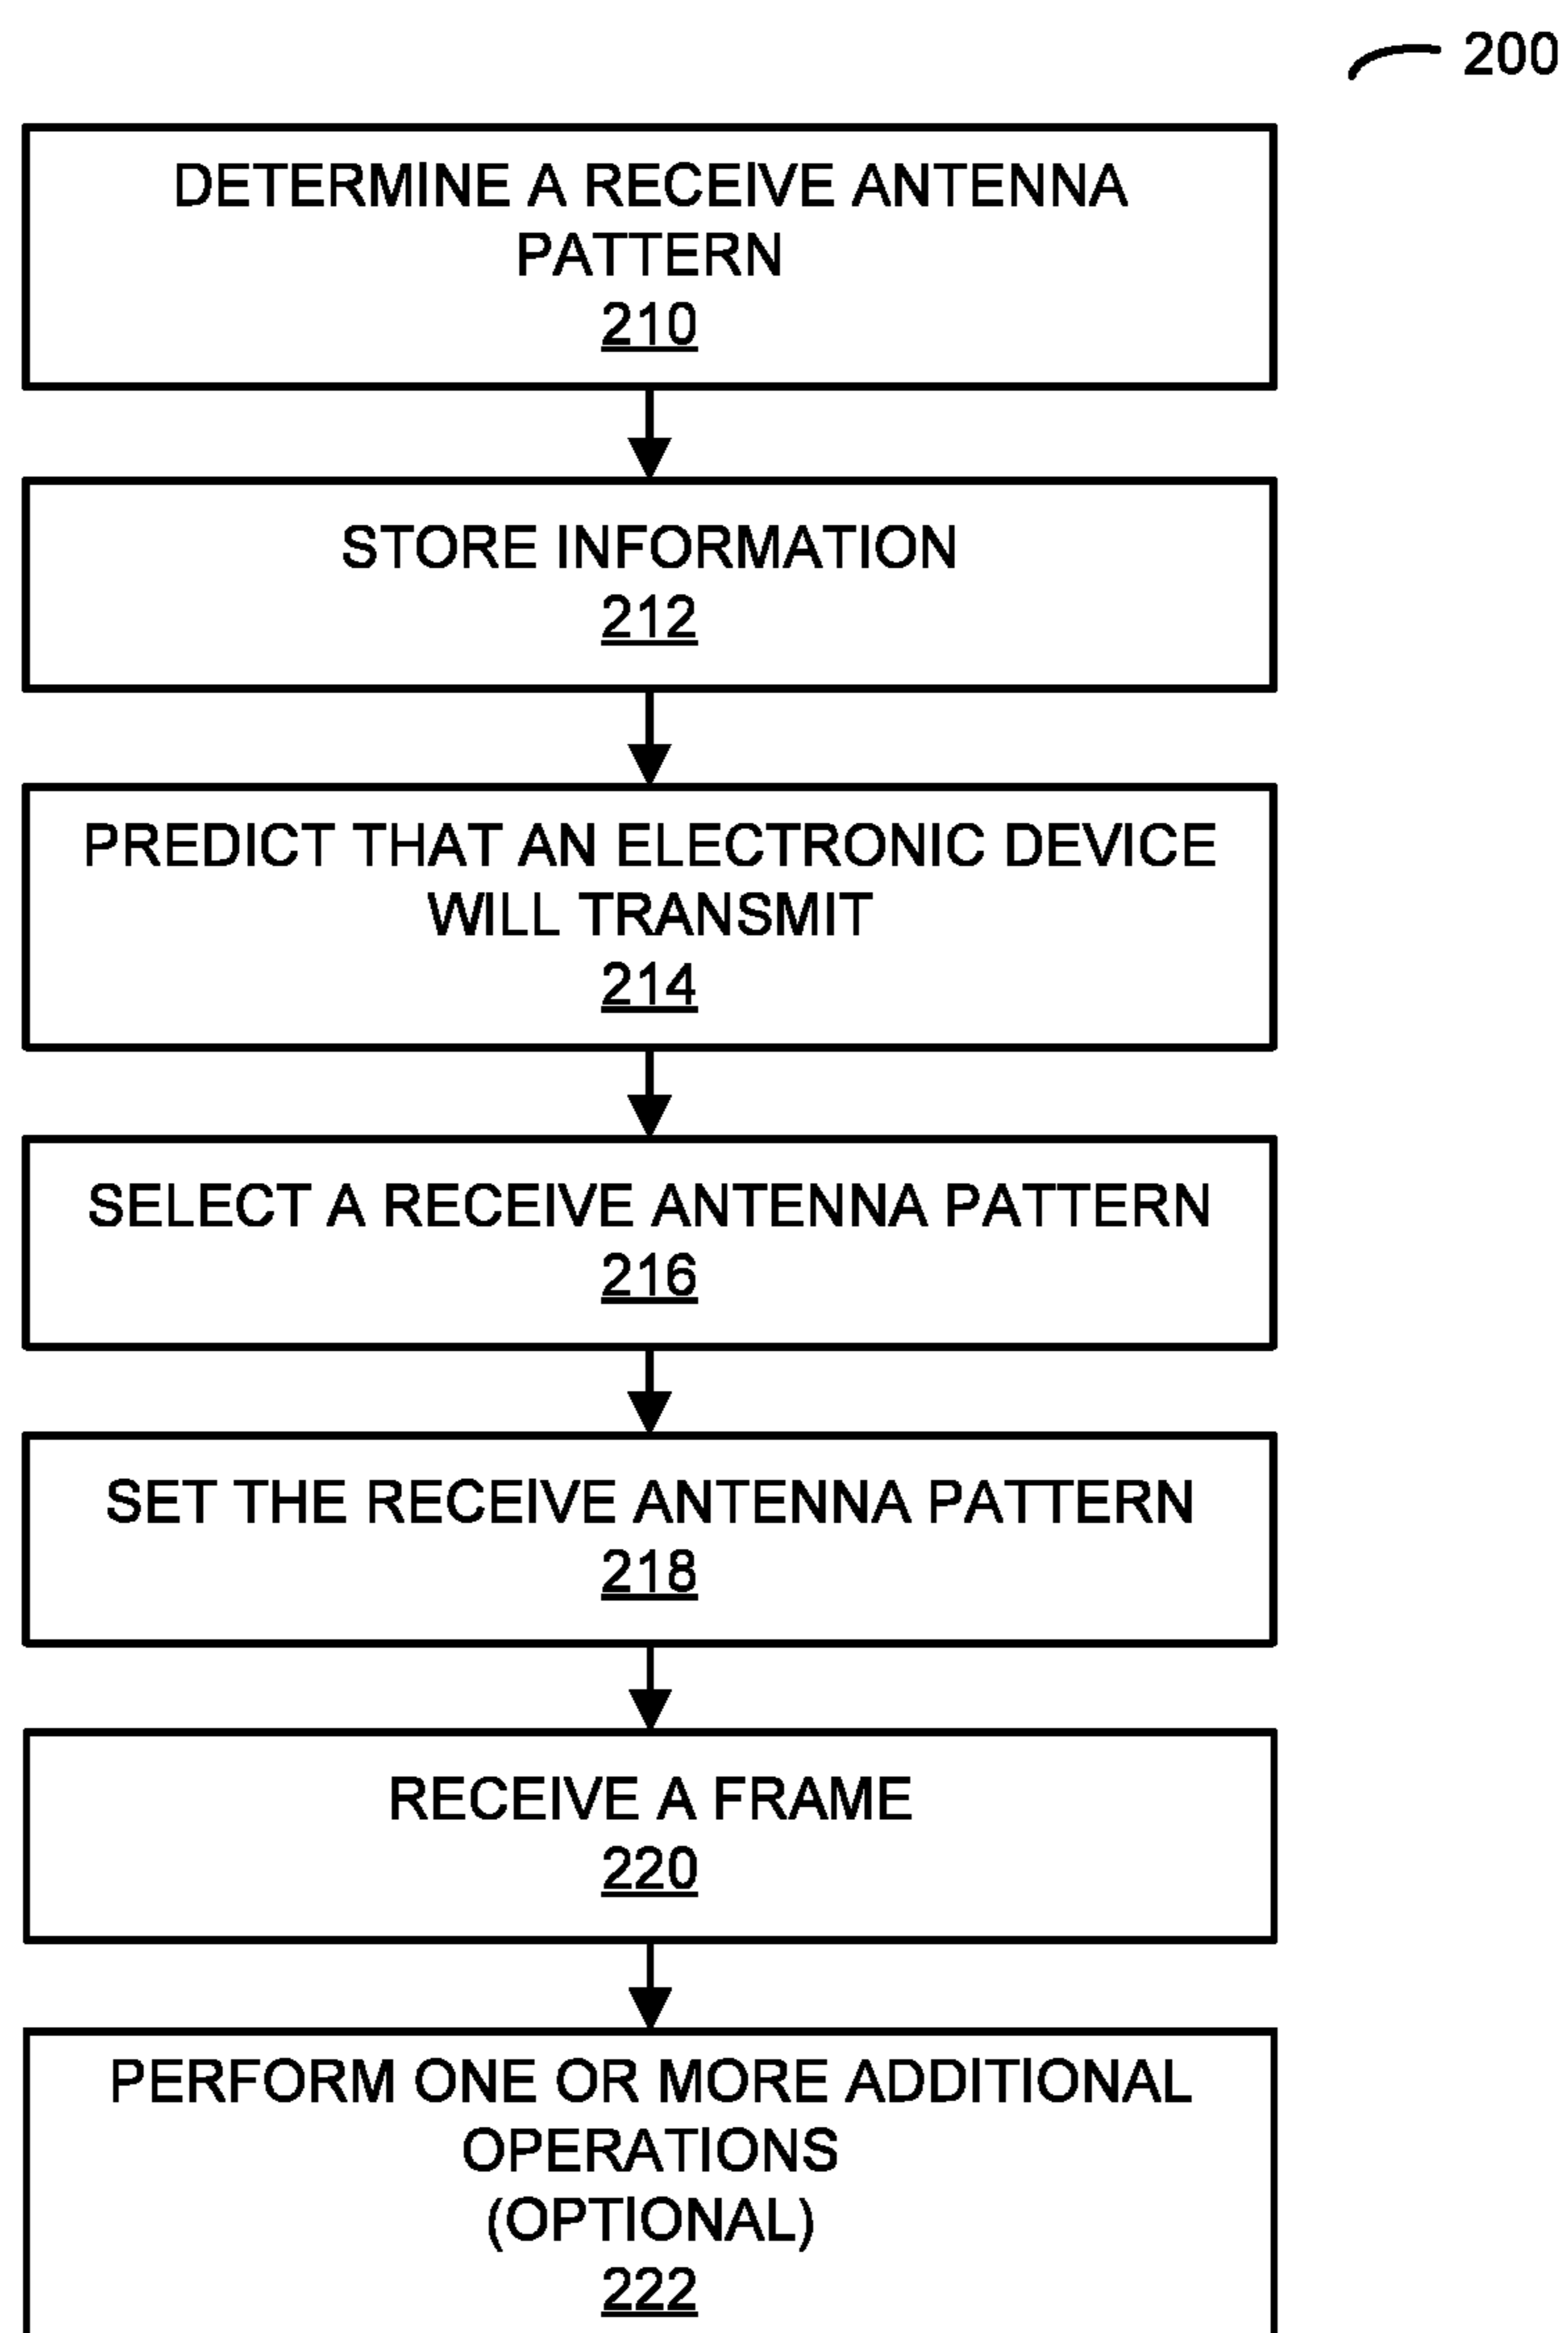 200
DETERMINE A RECEIVE ANTENNA
PATTERN
210
STORE INFORMATION
212
PREDICT THAT AN ELECTRONIC DEVICE
WILL TRANSMIT
214
SELECT A RECEIVE ANTENNA PATTERN
216
SET THE RECEIVE ANTENNA PATTERN
218
RECEIVE A FRAME
220
PERFORM ONE OR MORE ADDITIONAL
OPERATIONS
(OPTIONAL)
222